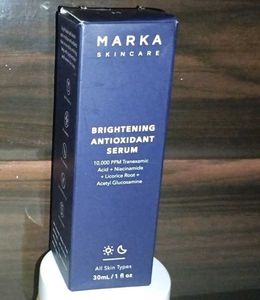 MARKA
SKINCARE
BRIGHTENING
ANTIOXIDANT
SERUM
10,000 PPM Tranexamic
Acid + Niacinamide
+ Licorice Root +
Acetyl Glucosamine
All Skin Types
30mL / 1 fl oz